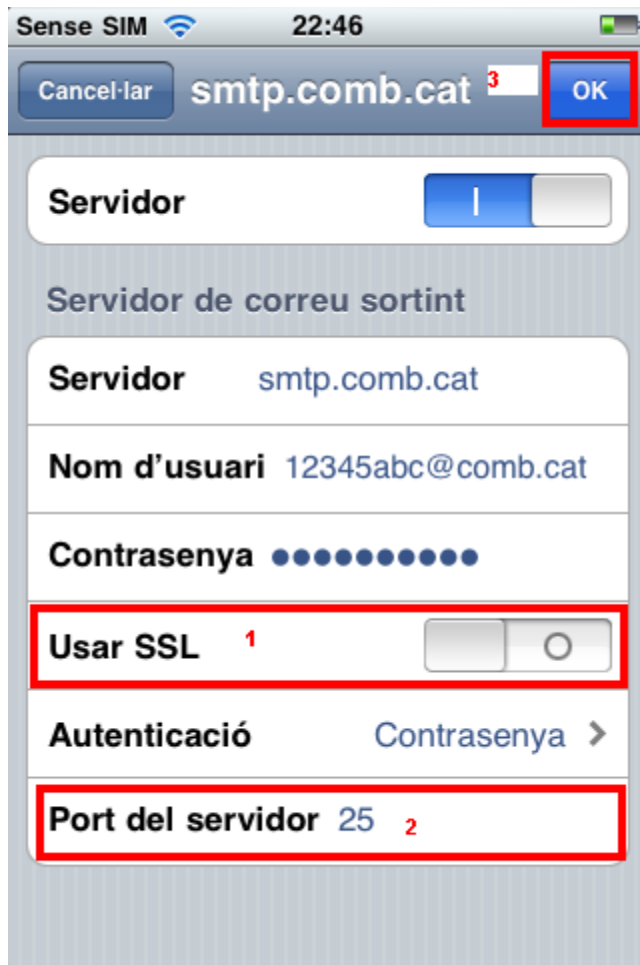 Sense SIM 22:46
Cancel·lar smtp.comb.cat 3 OK
Servidor
Servidor de correu sortint
Servidor smtp.comb.cat
Nom d'usuari 12345abc@comb.cat
Contrasenya ●●●●●●●●●●
Usar SSL 1
Autenticació Contrasenya
Port del servidor 25 2